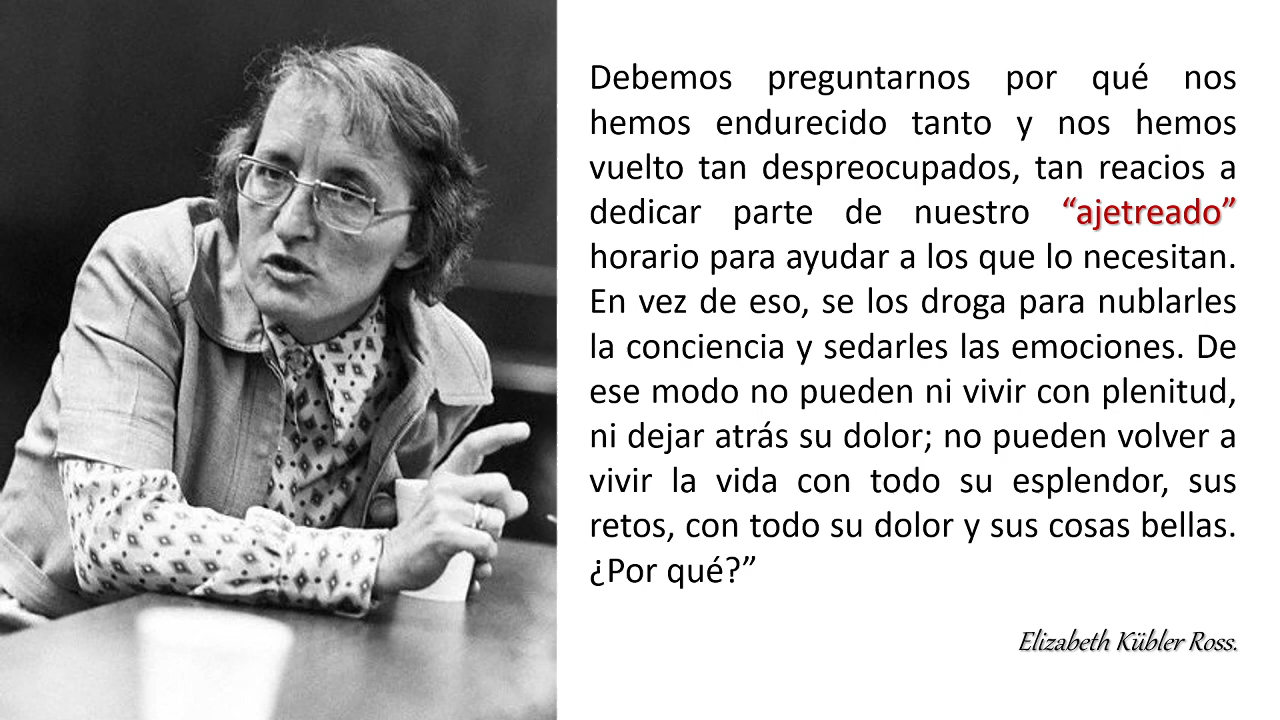 Debemos preguntarnos por qué nos
hemos endurecido tanto y nos hemos
vuelto tan despreocupados, tan reacios a
dedicar parte de nuestro “ajetreado”
horario para ayudar a los que lo necesitan.
En vez de eso, se los droga para nublarles
la conciencia y sedarles las emociones. De
ese modo no pueden ni vivir con plenitud,
ni dejar atrás su dolor; no pueden volver a
vivir la vida con todo su esplendor, sus
retos, con todo su dolor y sus cosas bellas.
¿Por qué?”
Elizabeth Kübler Ross.